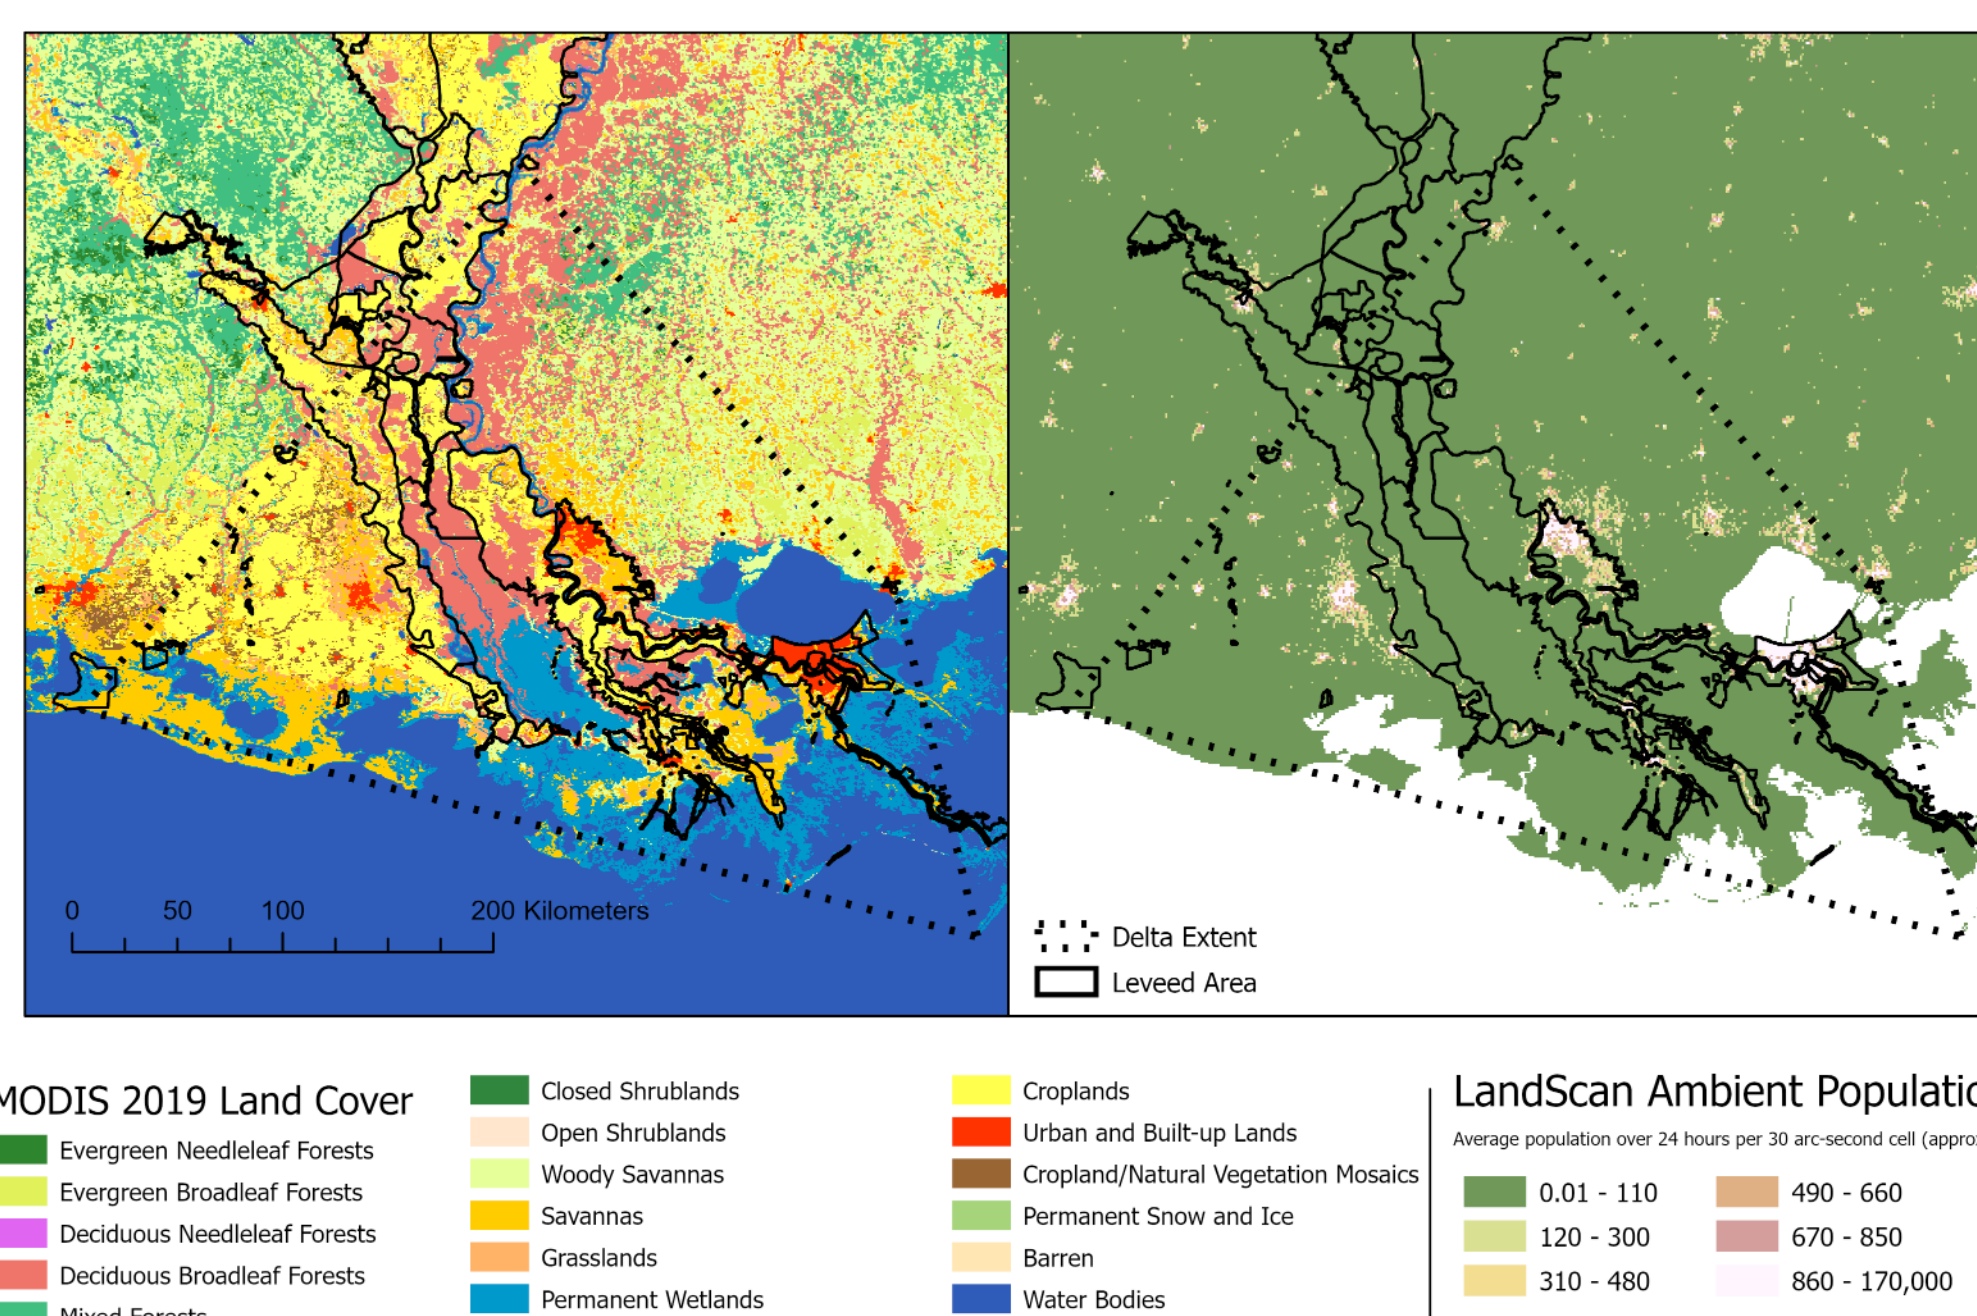 0 50 100 200 Kilometers
Delta Extent
Leveed Area
MODIS 2019 Land Cover
Evergreen Needleleaf Forests
Evergreen Broadleaf Forests
Deciduous Needleleaf Forests
Deciduous Broadleaf Forests
Mixed Forests
Closed Shrublands
Open Shrublands
Woody Savannas
Savannas
Grasslands
Permanent Wetlands
Croplands
Urban and Built-up Lands
Cropland/Natural Vegetation Mosaics
Permanent Snow and Ice
Barren
Water Bodies
LandScan Ambient
Average population over 24 hours per 30 arc-second cell
0.01 - 110
120 - 300
310 - 480
490 - 660
670 - 850
860 - 170,000